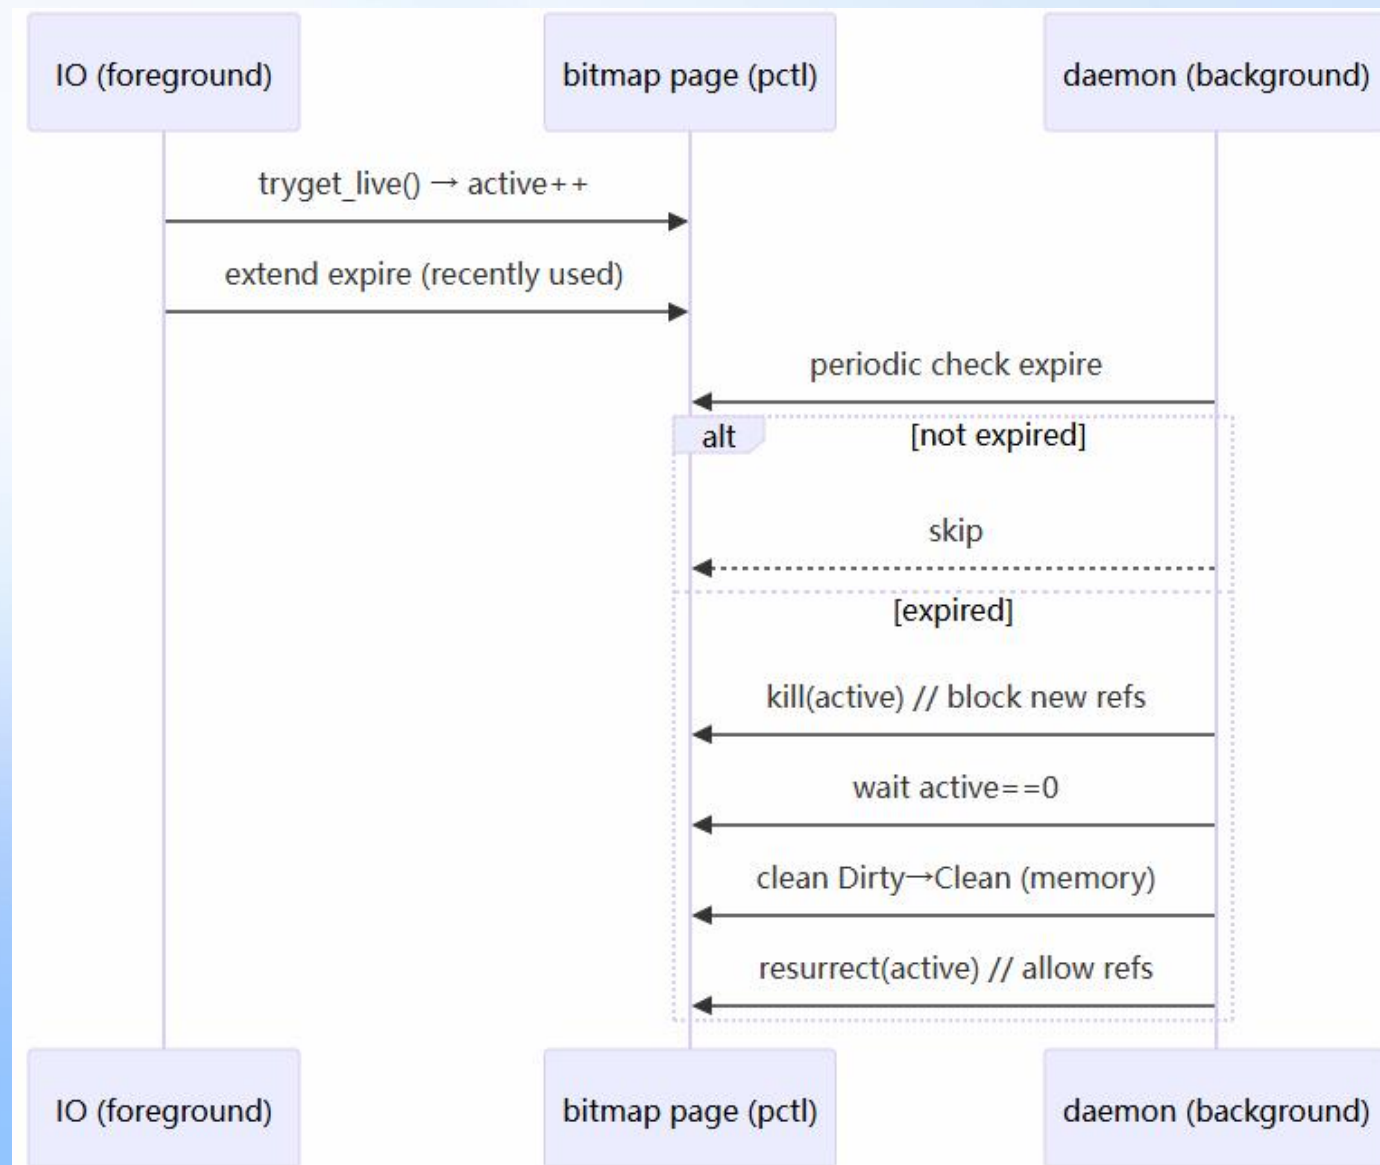 IO (foreground)
bitmap page (pctl)
daemon (background)
tryget_live() → active++
extend expire (recently used)
periodic check expire
alt
[not expired]
skip
[expired]
kill(active) // block new refs
wait active==0
clean Dirty→Clean (memory)
resurrect(active) // allow refs
IO (foreground)
bitmap page (pctl)
daemon (background)